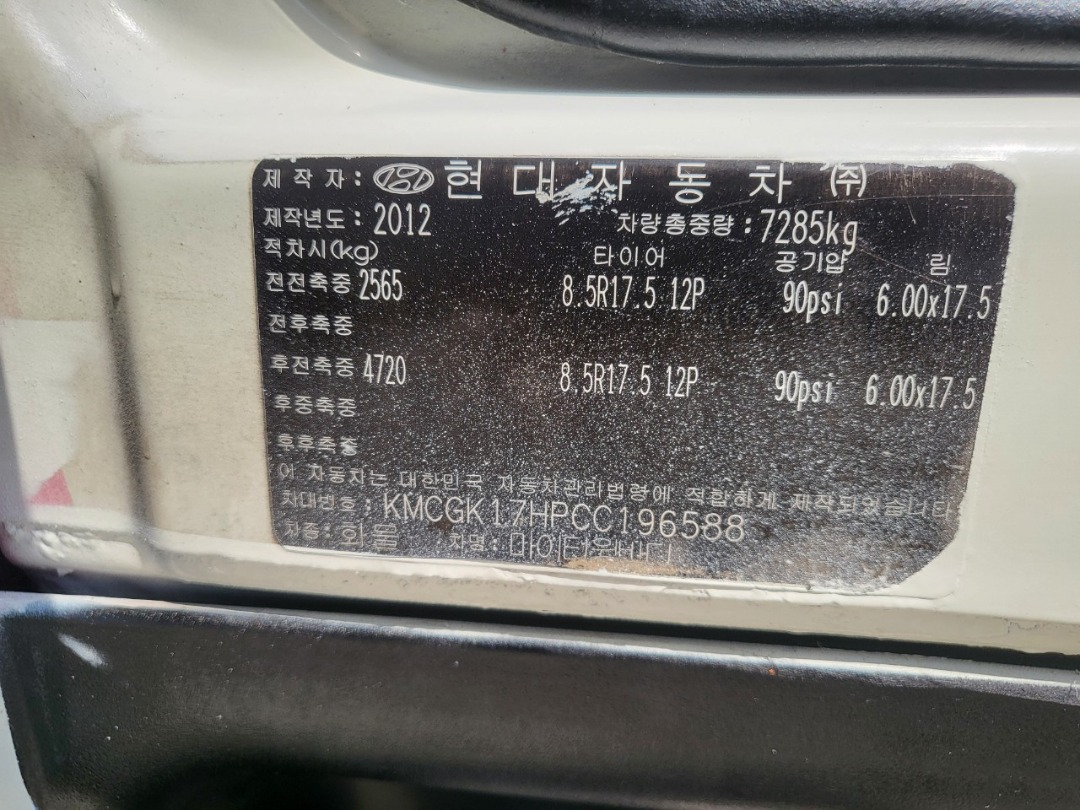 제 작 자 : 현 대 자 동 차 ㈜
제작년도 : 2012 차량총중량 : 7285kg
적차시(kg) 타이어 공기압 림
전전축중 2565 8.5R17.5 12P 90psi 6.00x17.5
전후축중
후전축중 4720 8.5R17.5 12P 90psi 6.00x17.5
후중축중
후후축중
이 자동차는 대한민국 자동차관리법령에 적합하게 제작되었습니다
차대번호 : KMCGK17HPCC196588
차종 : 화물 차명 : 마이티윙바디